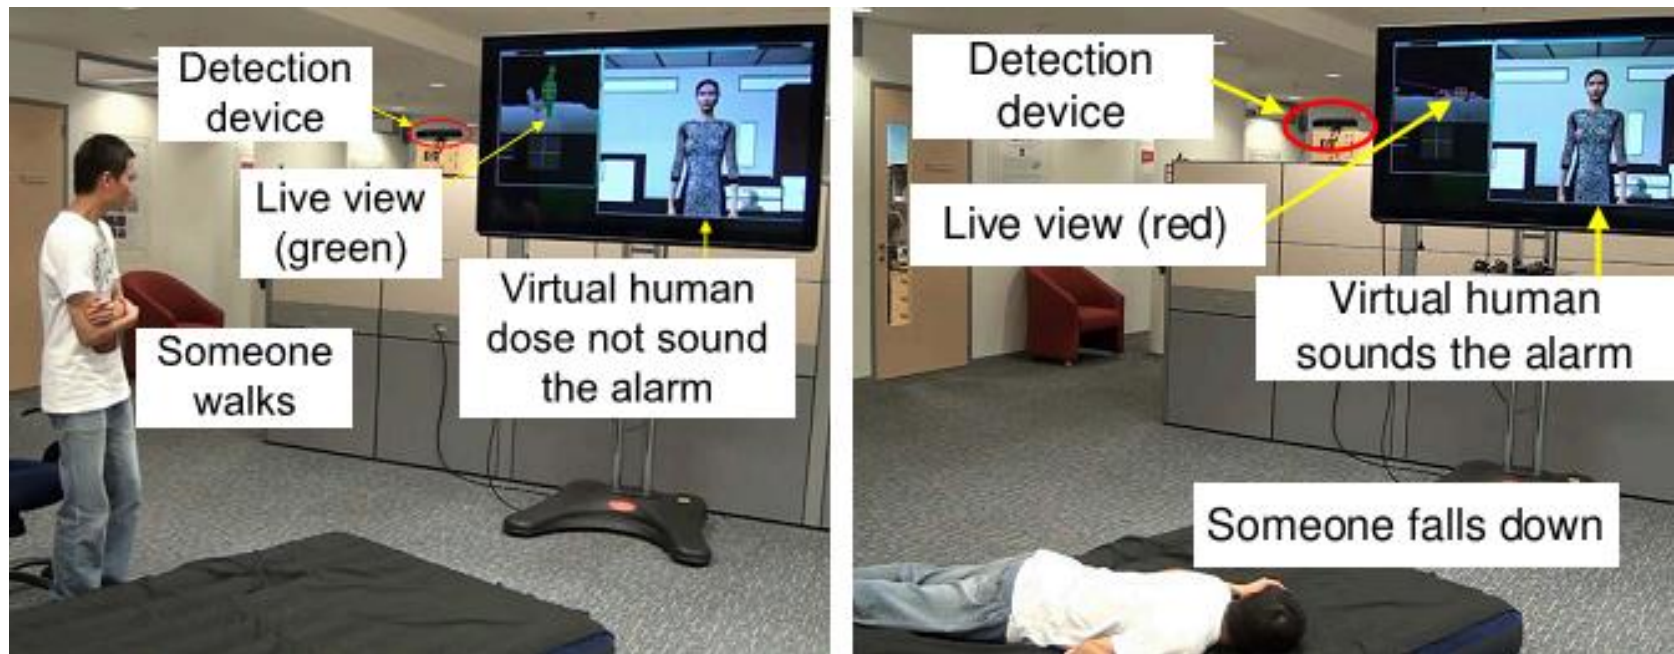 Detection
device
Live view
(green)
Someone
walks
Virtual human
dose not sound
the alarm
Detection
device
Live view (red)
Virtual human
sounds the alarm
Someone falls down